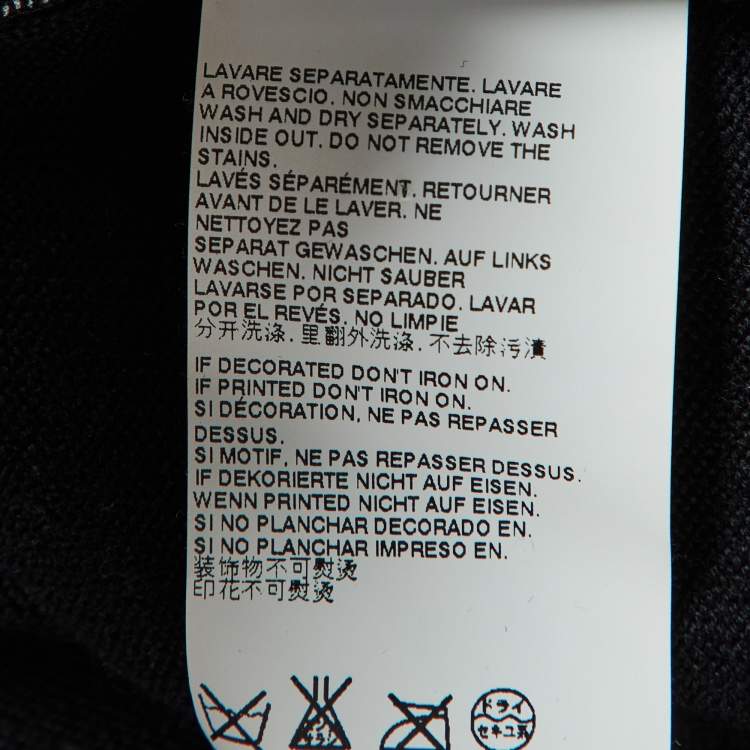 LAVARE SEPARATAMENTE. LAVARE
A ROVESCIO. NON SMACCHIARE
WASH AND DRY SEPARATELY. WASH
INSIDE OUT. DO NOT REMOVE THE
STAINS.
LAVÉS SÉPARÉMENT. RETOURNER
AVANT DE LE LAVER. NE
NETTOYEZ PAS
SEPARAT GEWASCHEN. AUF LINKS
WASCHEN. NICHT SAUBER
LAVARSE POR SEPARADO. LAVAR
POR EL REVÉS. NO LIMPIE
分开洗涤. 里翻外洗涤. 不去除污漬
IF DECORATED DON'T IRON ON.
IF PRINTED DON'T IRON ON.
SI DÉCORATION, NE PAS REPASSER
DESSUS.
SI MOTIF, NE PAS REPASSER DESSUS.
IF DEKORIERTE NICHT AUF EISEN.
WENN PRINTED NICHT AUF EISEN.
SI NO PLANCHAR DECORADO EN.
SI NO PLANCHAR IMPRESO EN.
装饰物不可熨烫
印花不可熨烫
ドライ
セキユ系